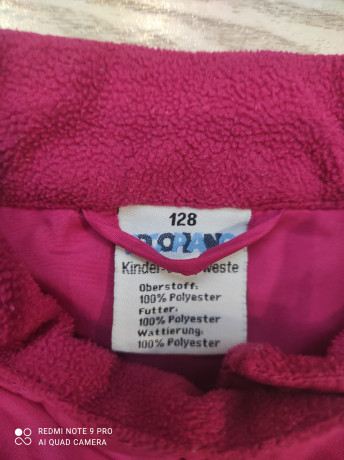 128
Kinder-
weste
Oberstoff:
100% Polyester
Futter:
100% Polyester
Wattierung:
100% Polyester
REDMI NOTE 9 PRO
AI QUAD CAMERA